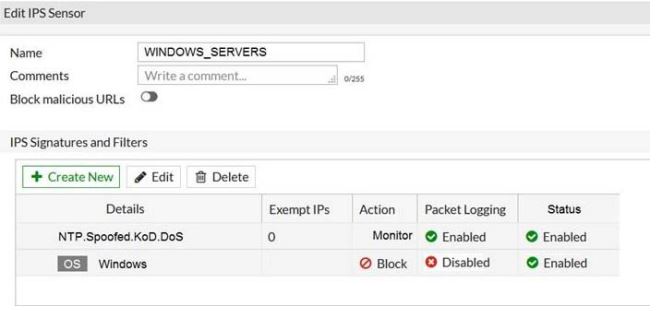 Edit IPS Sensor
Name WINDOWS_SERVERS
Comments Write a comment... 0/255
Block malicious URLs
IPS Signatures and Filters
Create New Edit Delete
Details Exempt IPs Action Packet Logging Status
NTP.Spoofed.KoD.DoS 0 Monitor Enabled Enabled
OS Windows Block Disabled Enabled